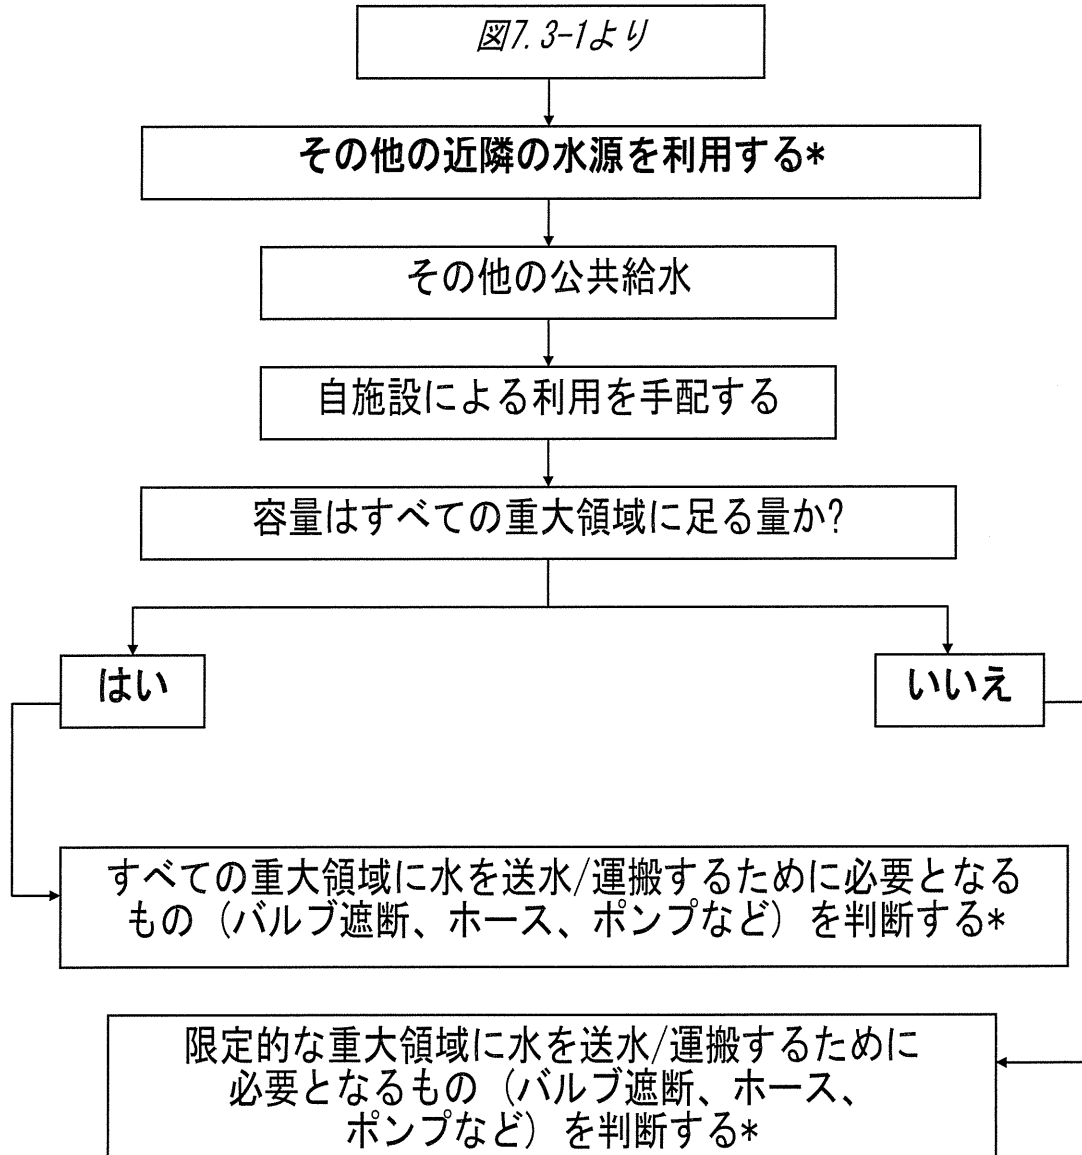 図7.3-1より
その他の近隣の水源を利用する*
その他の公共給水
自施設による利用を手配する
容量はすべての重大領域に足る量か?
はい
いいえ
すべての重大領域に水を送水/運搬するために必要となる
もの（バルブ遮断、ホース、ポンプなど）を判断する*
限定的な重大領域に水を送水/運搬するために
必要となるもの（バルブ遮断、ホース、
ポンプなど）を判断する*